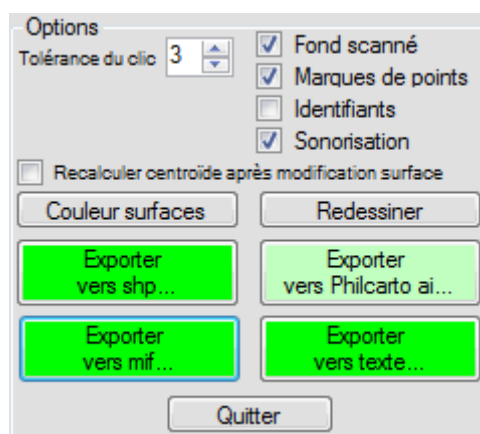 Options
Tolérance du clic 3
Fond scanné
Marques de points
Identifiants
Sonorisation
Recalculer centroïde après modification surface
Couleur surfaces
Redessiner
Exporter
vers shp...
Exporter
vers Philcarto ai...
Exporter
vers mif...
Exporter
vers texte...
Quitter